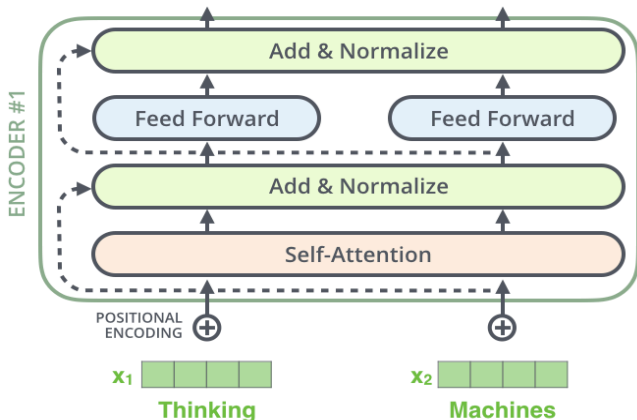 ENCODER #1
Add & Normalize
Feed Forward
Feed Forward
Add & Normalize
Self-Attention
POSITIONAL
ENCODING
x1
x2
Thinking
Machines